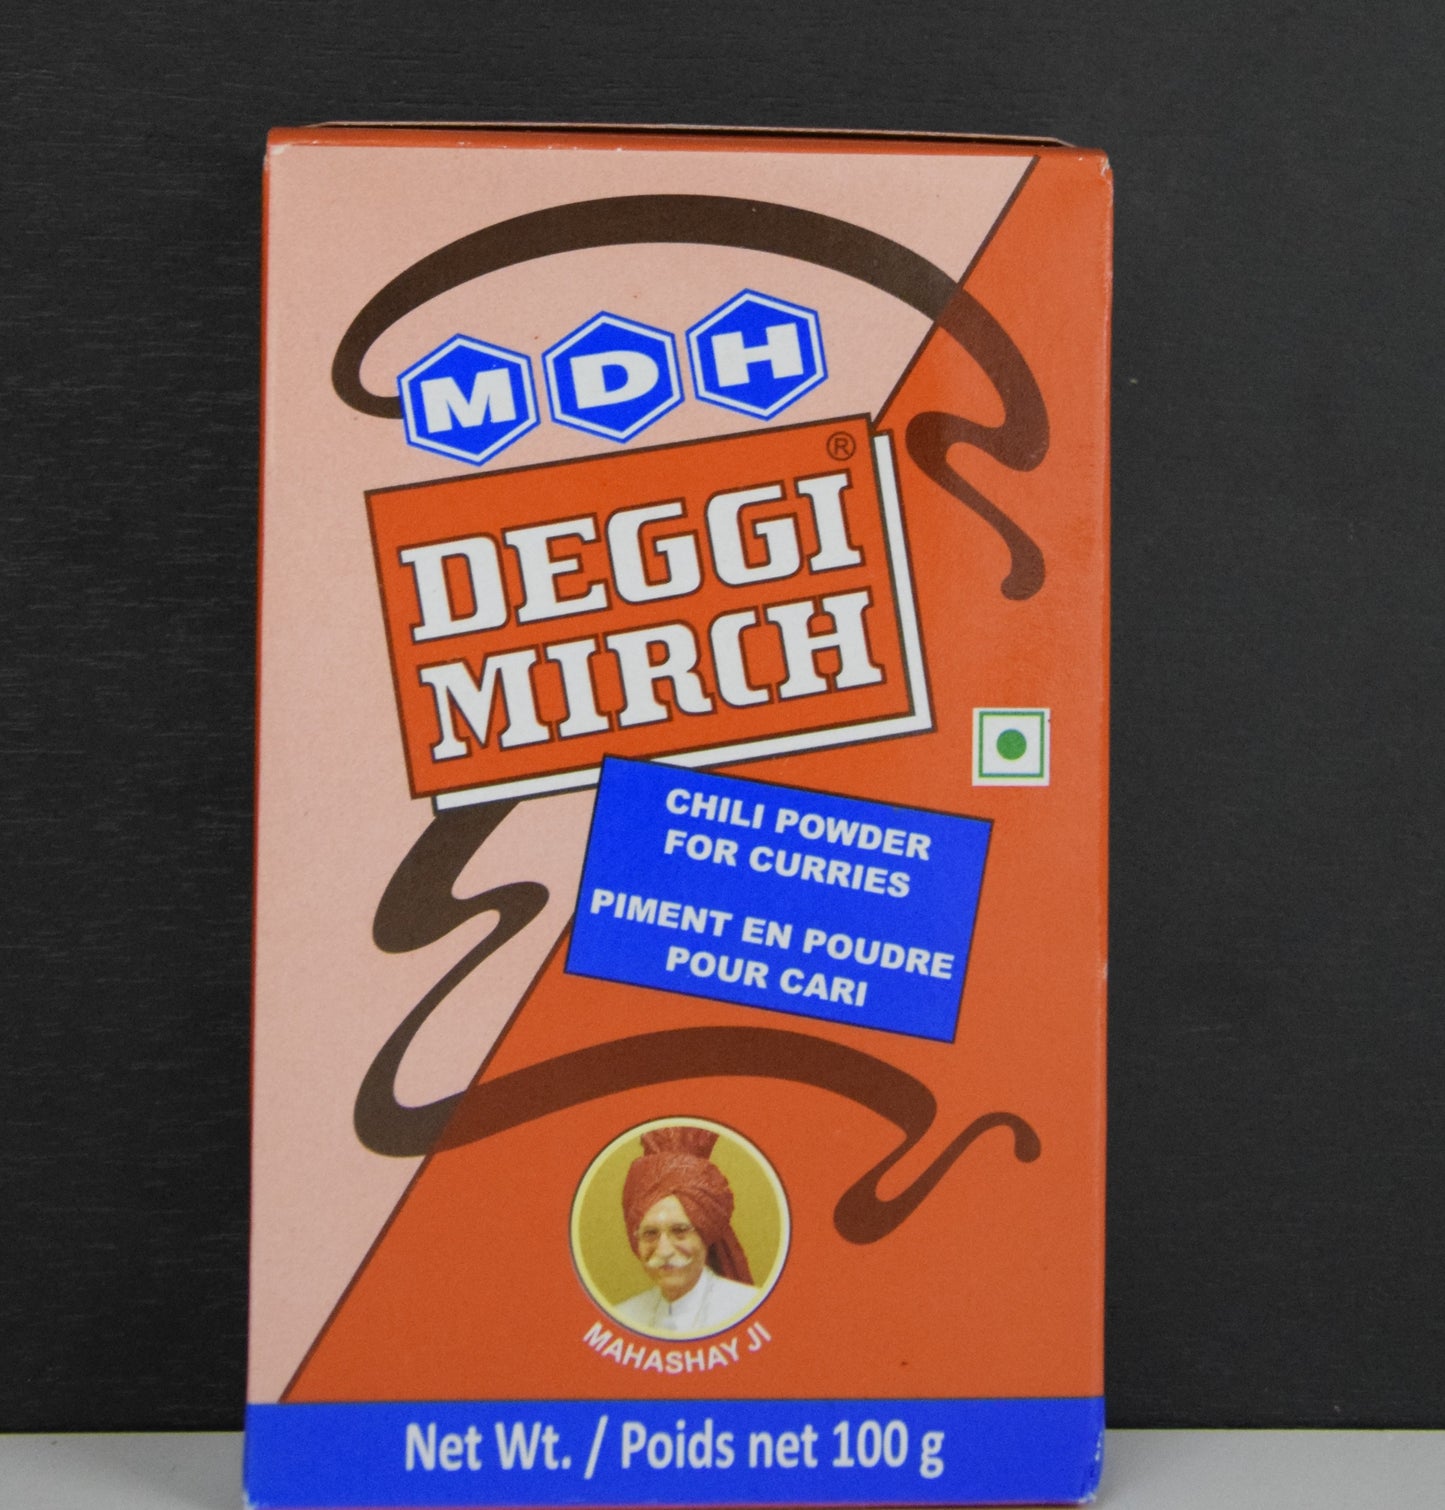 MDH
®
DEGGI
MIRCH
CHILI POWDER
FOR CURRIES
PIMENT EN POUDRE
POUR CARI
MAHASHAY JI
Net Wt. / Poids net 100 g